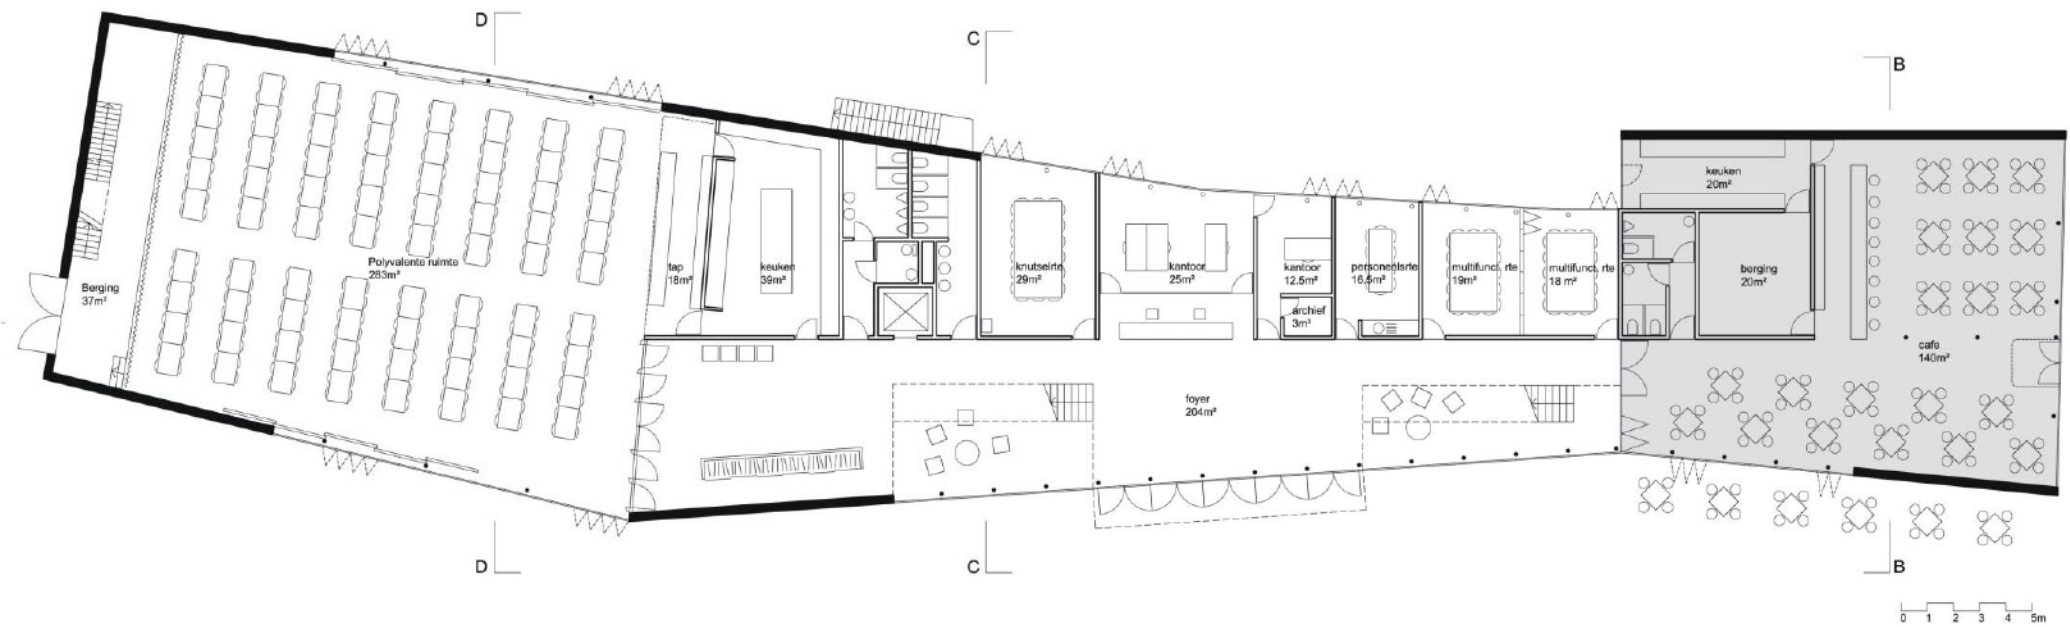 D
C
B
Berging
37m²
Polyvalente ruimte
283m²
tap
18m²
keuken
39m²
knutselrte
29m²
kantoor
25m²
kantoor
12.5m²
archief
3m²
personenlsrte
16.5m²
multifunct. rte
19m²
multifunct. rte
18 m²
keuken
20m²
berging
20m²
cafe
140m²
foyer
204m²
D
C
B
0 1 2 3 4 5m